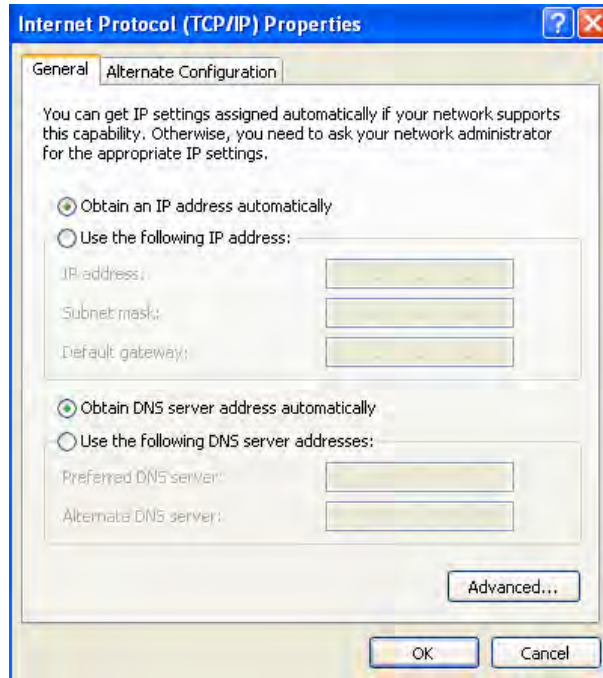 Internet Protocol (TCP/IP) Properties
General
Alternate Configuration
You can get IP settings assigned automatically if your network supports
this capability. Otherwise, you need to ask your network administrator
for the appropriate IP settings.
Obtain an IP address automatically
Use the following IP address:
IP address:
Subnet mask:
Default gateway:
Obtain DNS server address automatically
Use the following DNS server addresses:
Preferred DNS server:
Alternate DNS server:
Advanced...
OK
Cancel